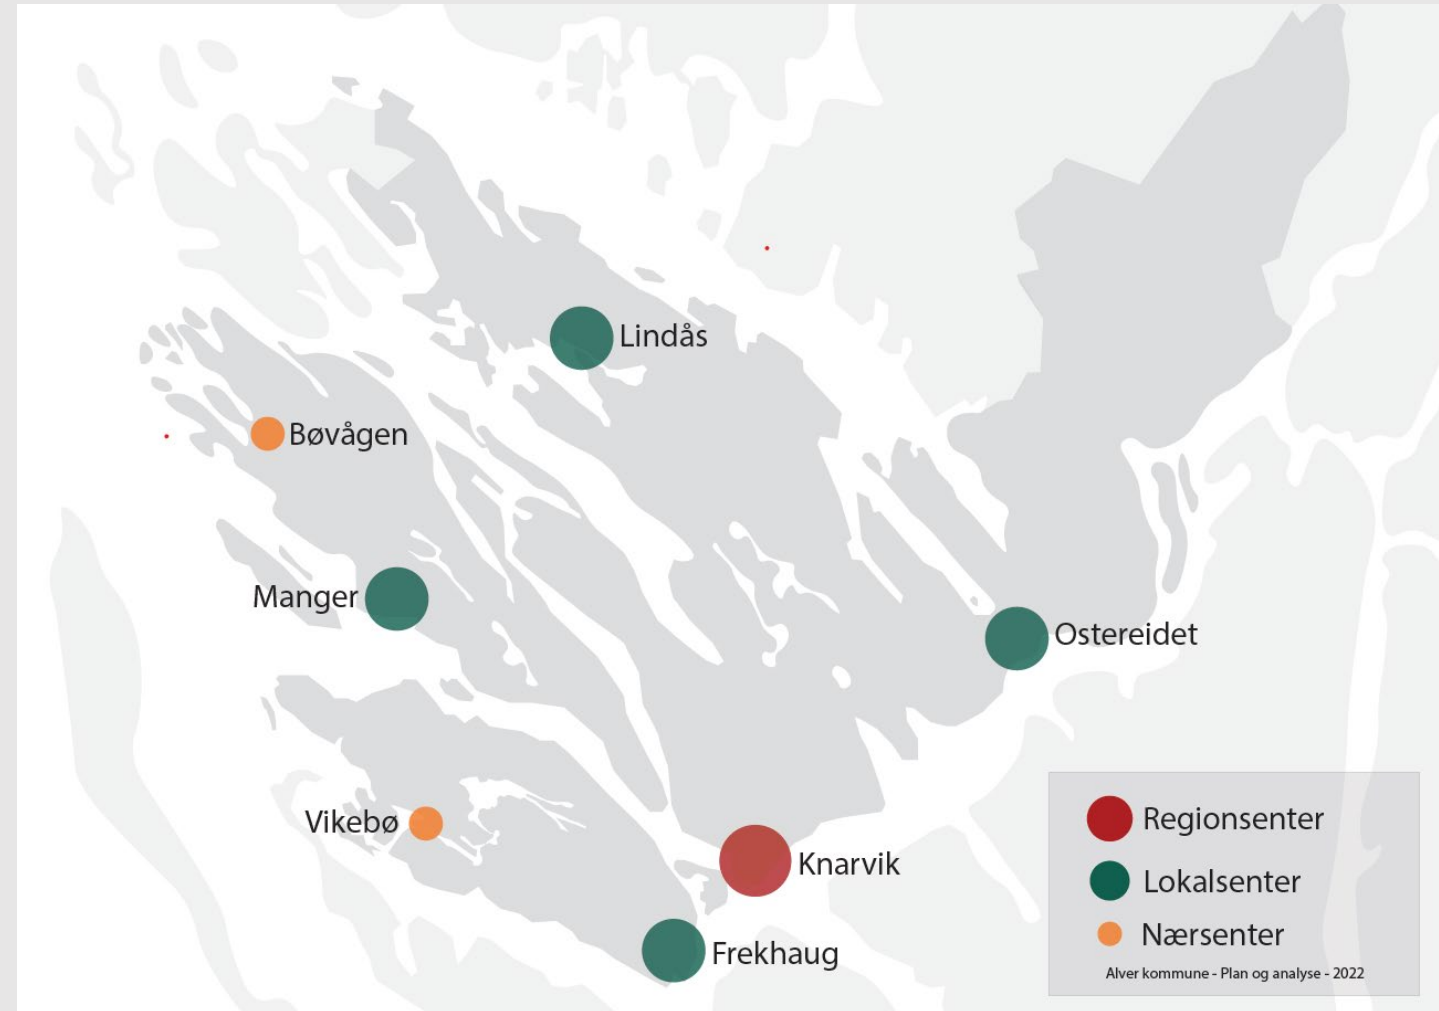 Lindås
Bøvågen
Manger
Ostereidet
Vikebø
Knarvik
Frekhaug
Regionsenter
Lokalsenter
Nærsenter
Alver kommune - Plan og analyse - 2022